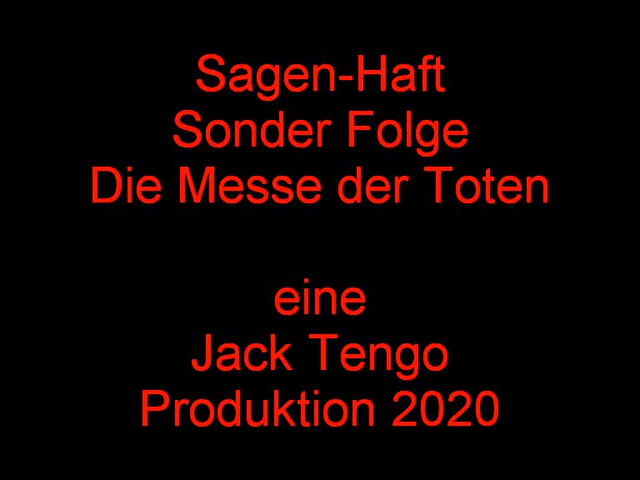 Sagen-Haft
Sonder Folge
Die Messe der Toten
eine
Jack Tengo
Produktion 2020